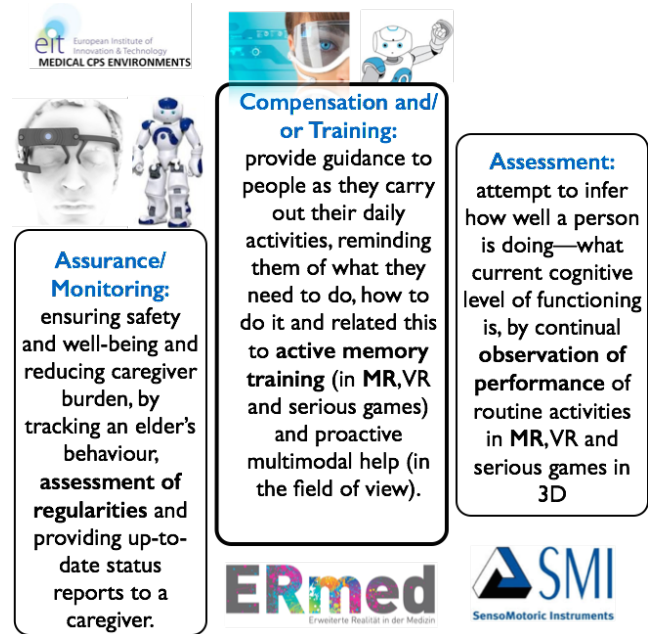 eit
European Institute of
Innovation & Technology
MEDICAL CPS ENVIRONMENTS
Assurance/
Monitoring:
ensuring safety
and well-being and
reducing caregiver
burden, by
tracking an elder's
behaviour,
assessment of
regularities and
providing up-to-
date status
reports to a
caregiver.
Compensation and/
or Training:
provide guidance to
people as they carry
out their daily
activities, reminding
them of what they
need to do, how to
do it and related this
to active memory
training (in MR,VR
and serious games)
and proactive
multimodal help (in
the field of view).
Assessment:
attempt to infer
how well a person
is doing—what
current cognitive
level of functioning
is, by continual
observation of
performance of
routine activities
in MR,VR and
serious games in
3D
ERmed
Erweiterte Realität in der Medizin
SMI
SensoMotoric Instruments